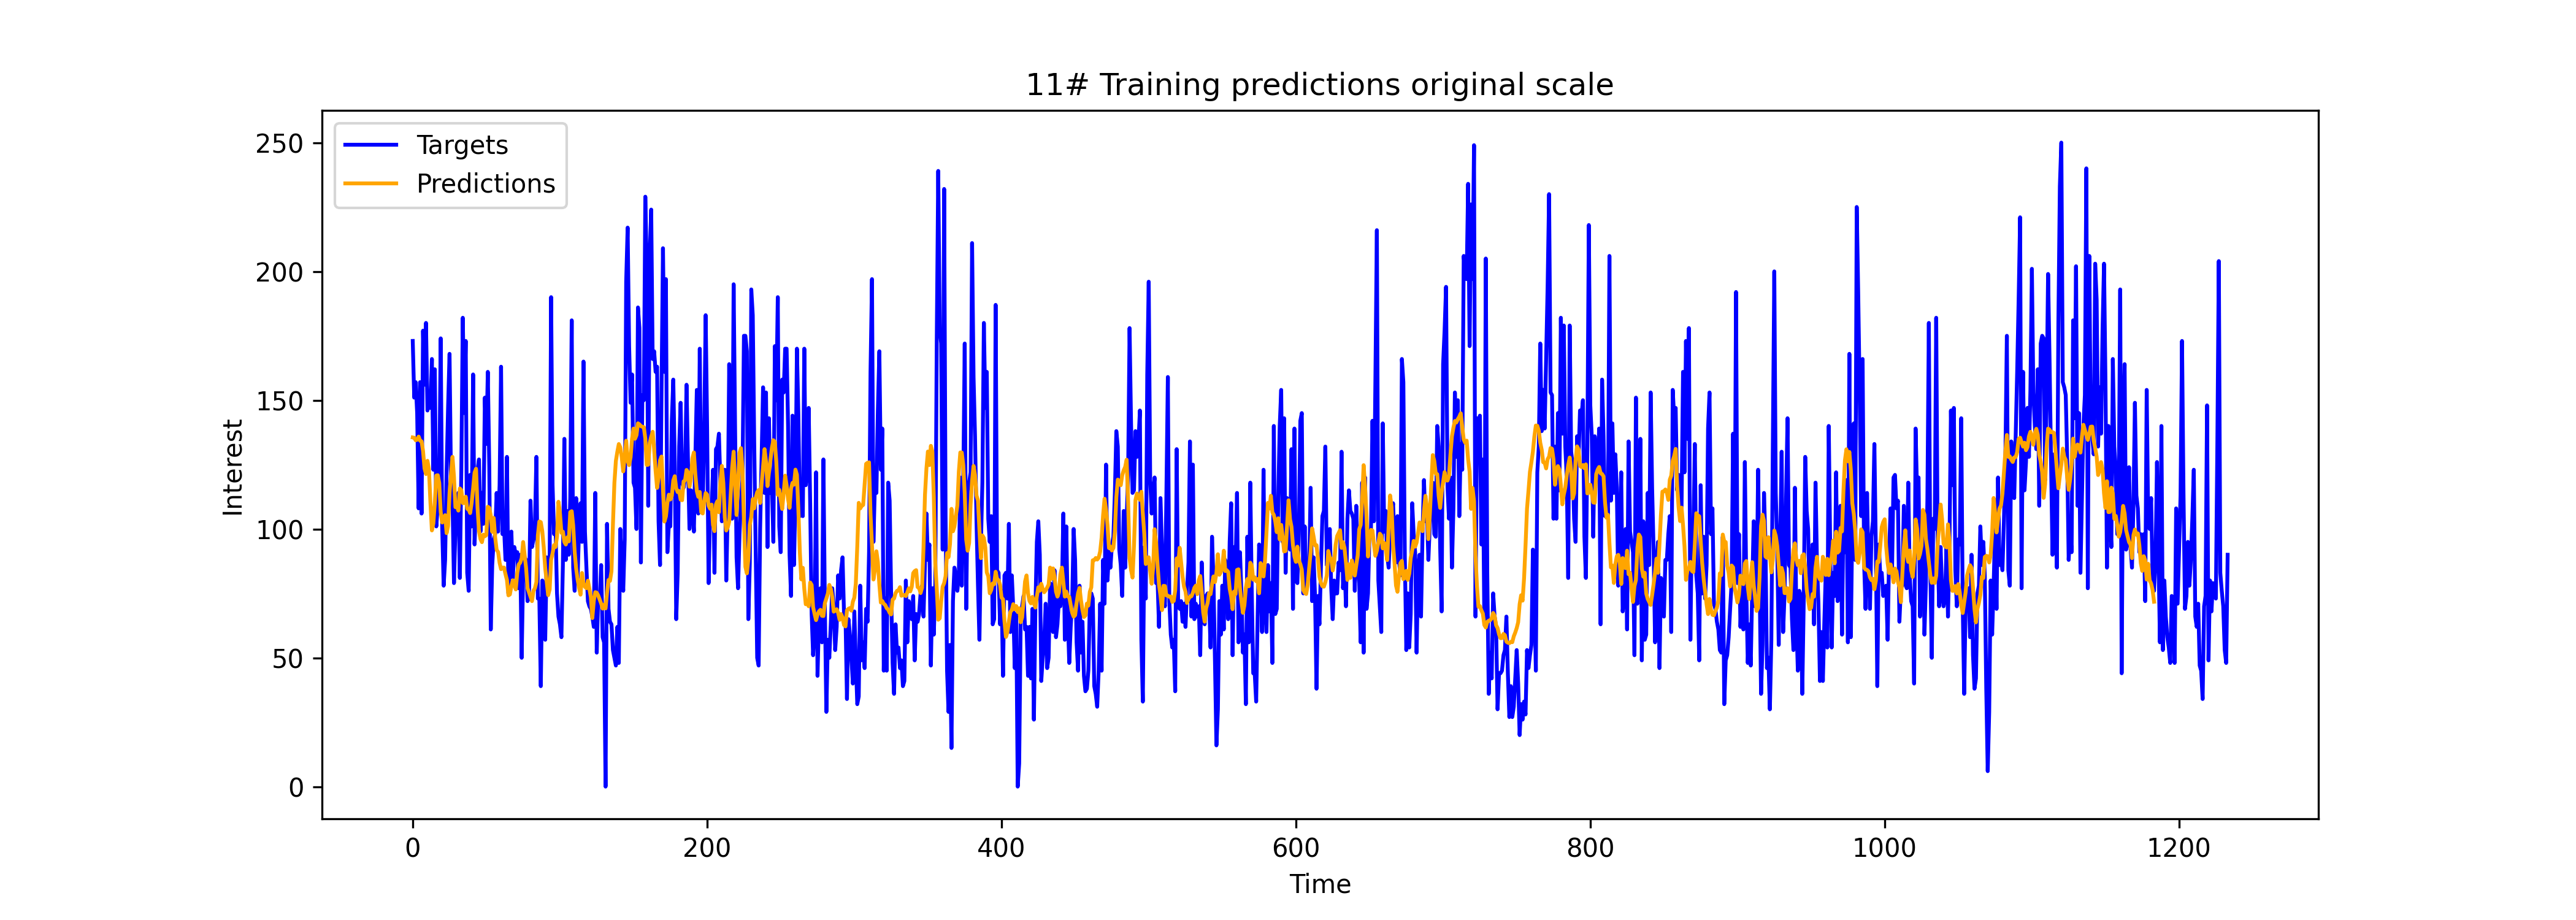 11# Training predictions original scale
Targets
Predictions
250
200
150
100
50
0
Interest
0 200 400 600 800 1000 1200
Time